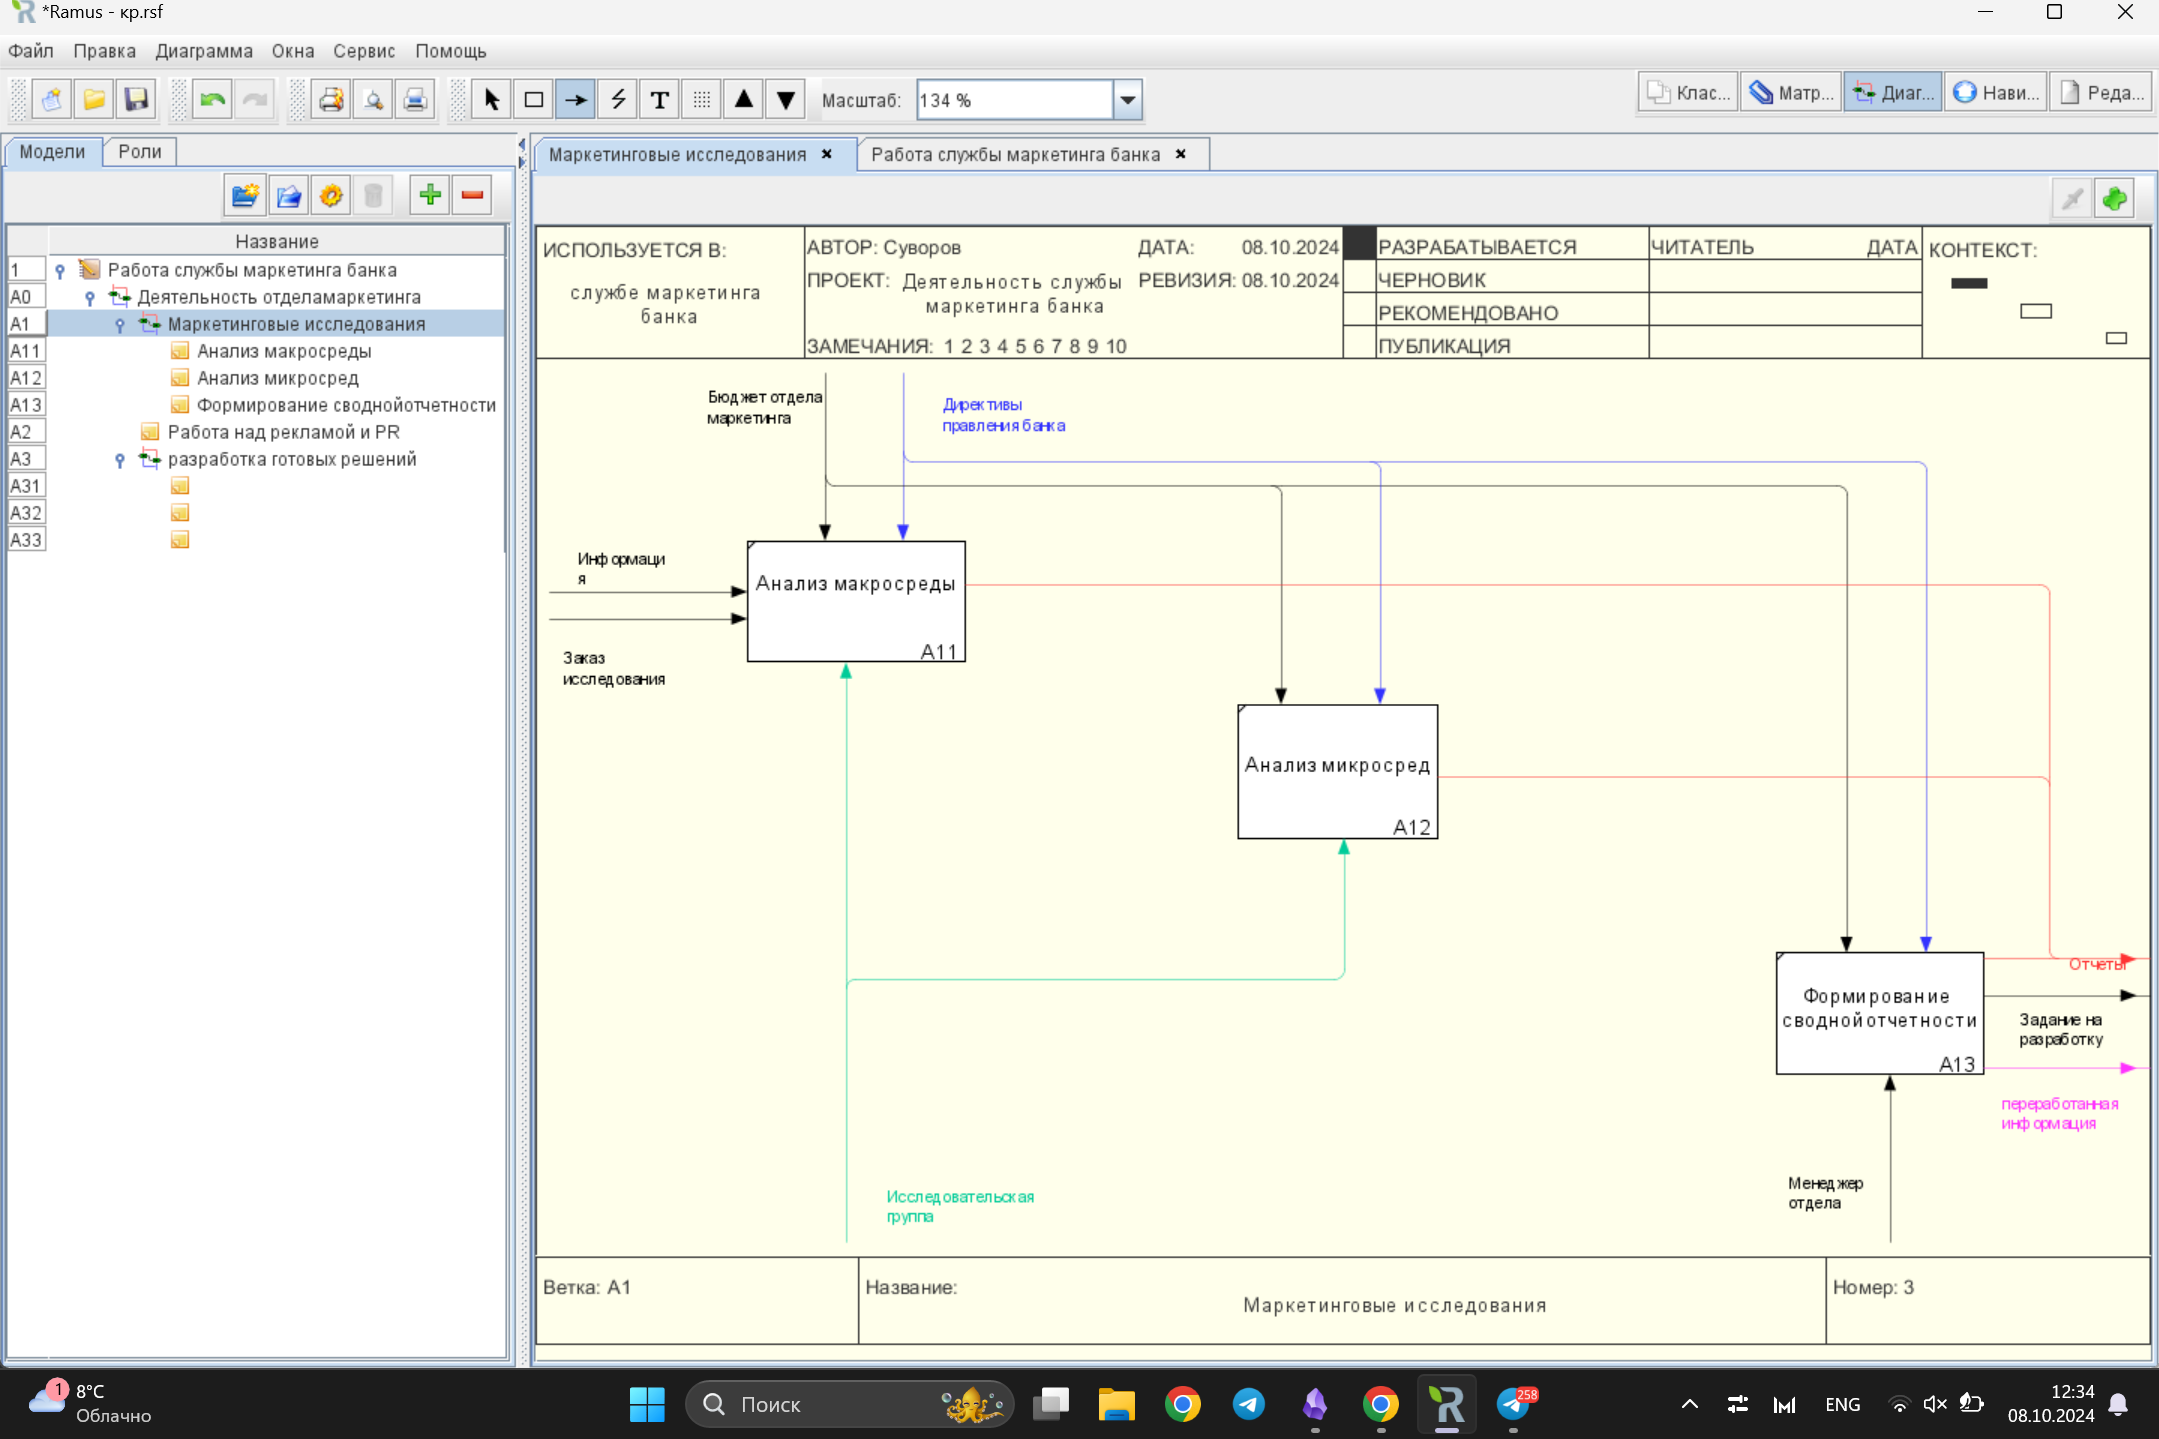 *Ramus - кр.rsf
Файл Правка Диаграмма Окна Сервис Помощь
Масштаб: 134 %
Клас... Матр... Диаг... Нави... Реда...
Модели Роли
Маркетинговые исследования
Работа службы маркетинга банка
Название
1 Работа службы маркетинга банка
A0 Деятельность отделамаркетинга
A1 Маркетинговые исследования
A11 Анализ макросреды
A12 Анализ микросред
A13 Формирование своднойотчетности
A2 Работа над рекламой и PR
A3 разработка готовых решений
A31
A32
A33
ИСПОЛЬЗУЕТСЯ В:
службе маркетинга
банка
АВТОР: Суворов
ДАТА: 08.10.2024
ПРОЕКТ: Деятельность службы
маркетинга банка
РЕВИЗИЯ: 08.10.2024
ЗАМЕЧАНИЯ: 1 2 3 4 5 6 7 8 9 10
РАЗРАБАТЫВАЕТСЯ
ЧЕРНОВИК
РЕКОМЕНДОВАНО
ПУБЛИКАЦИЯ
ЧИТАТЕЛЬ ДАТА
КОНТЕКСТ:
Бюджет отдела
маркетинга
Директивы
правления банка
Информаци
я
Заказ
исследования
Анализ макросреды
A11
Анализ микросред
A12
Формирование
своднойотчетности
A13
Отчеты
Задание на
разработку
переработанная
информация
Менеджер
отдела
Исследовательская
группа
Ветка: A1
Название:
Маркетинговые исследования
Номер: 3
1
8°C
Облачно
Поиск
258
ENG
12:34
08.10.2024